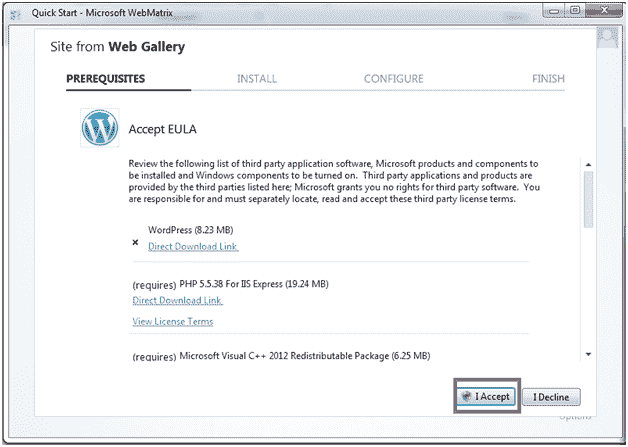 Quick Start - Microsoft WebMatrix
Site from Web Gallery
PREREQUISITES INSTALL CONFIGURE FINISH
Accept EULA
Review the following list of third party application software, Microsoft products and components to
be installed and Windows components to be turned on. Third party applications and products are
provided by the third parties listed here; Microsoft grants you no rights for third party software. You
are responsible for and must separately locate, read and accept these third party license terms.
WordPress (8.23 MB)
Direct Download Link
(requires) PHP 5.5.38 For IIS Express (19.24 MB)
Direct Download Link
View License Terms
(requires) Microsoft Visual C++ 2012 Redistributable Package (6.25 MB)
I Accept I Decline
Options